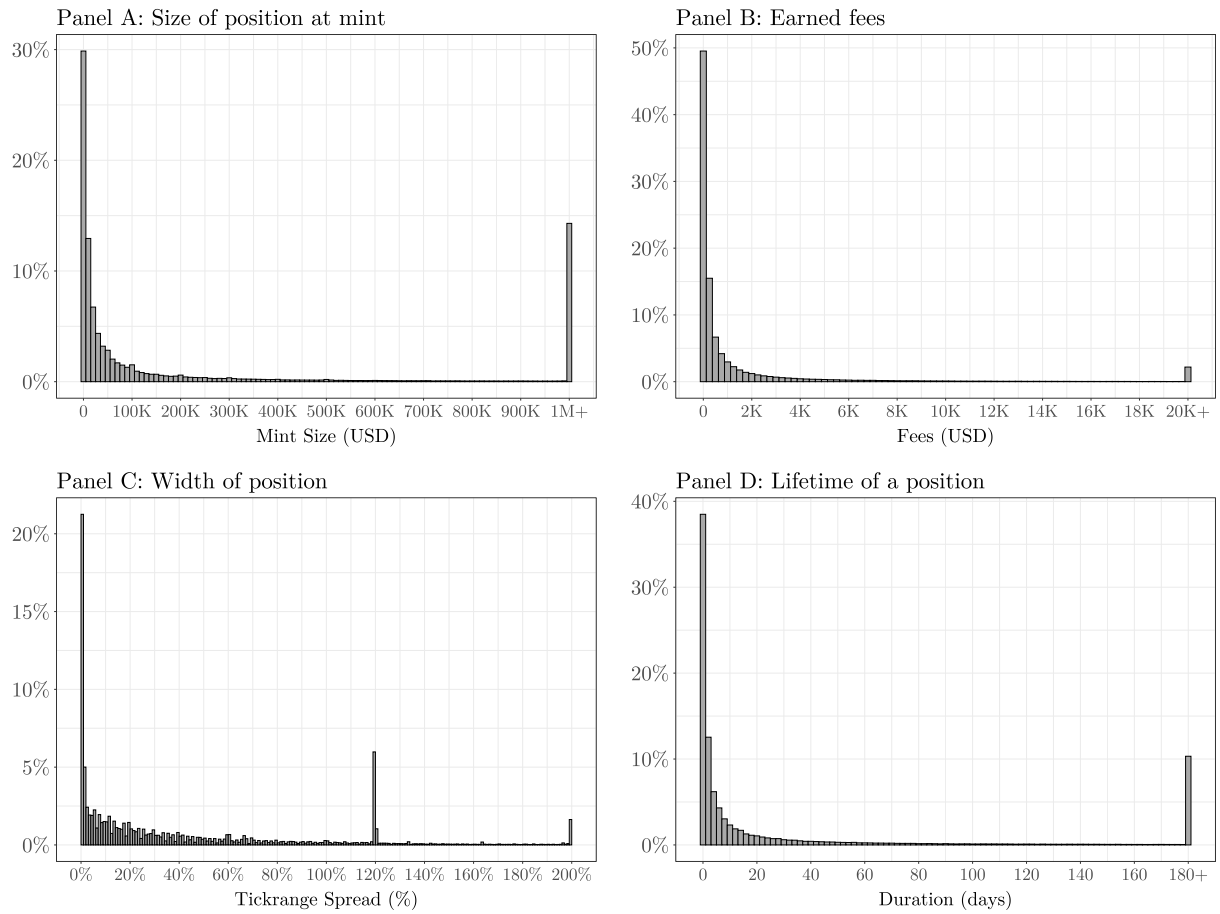 Panel A: Size of position at mint
30%
20%
10%
0%
0 100K 200K 300K 400K 500K 600K 700K 800K 900K 1M+
Mint Size (USD)
Panel B: Earned fees
50%
40%
30%
20%
10%
0%
0 2K 4K 6K 8K 10K 12K 14K 16K 18K 20K+
Fees (USD)
Panel C: Width of position
20%
15%
10%
5%
0%
0% 20% 40% 60% 80% 100% 120% 140% 160% 180% 200%
Tickrange Spread (%)
Panel D: Lifetime of a position
40%
30%
20%
10%
0%
0 20 40 60 80 100 120 140 160 180+
Duration (days)